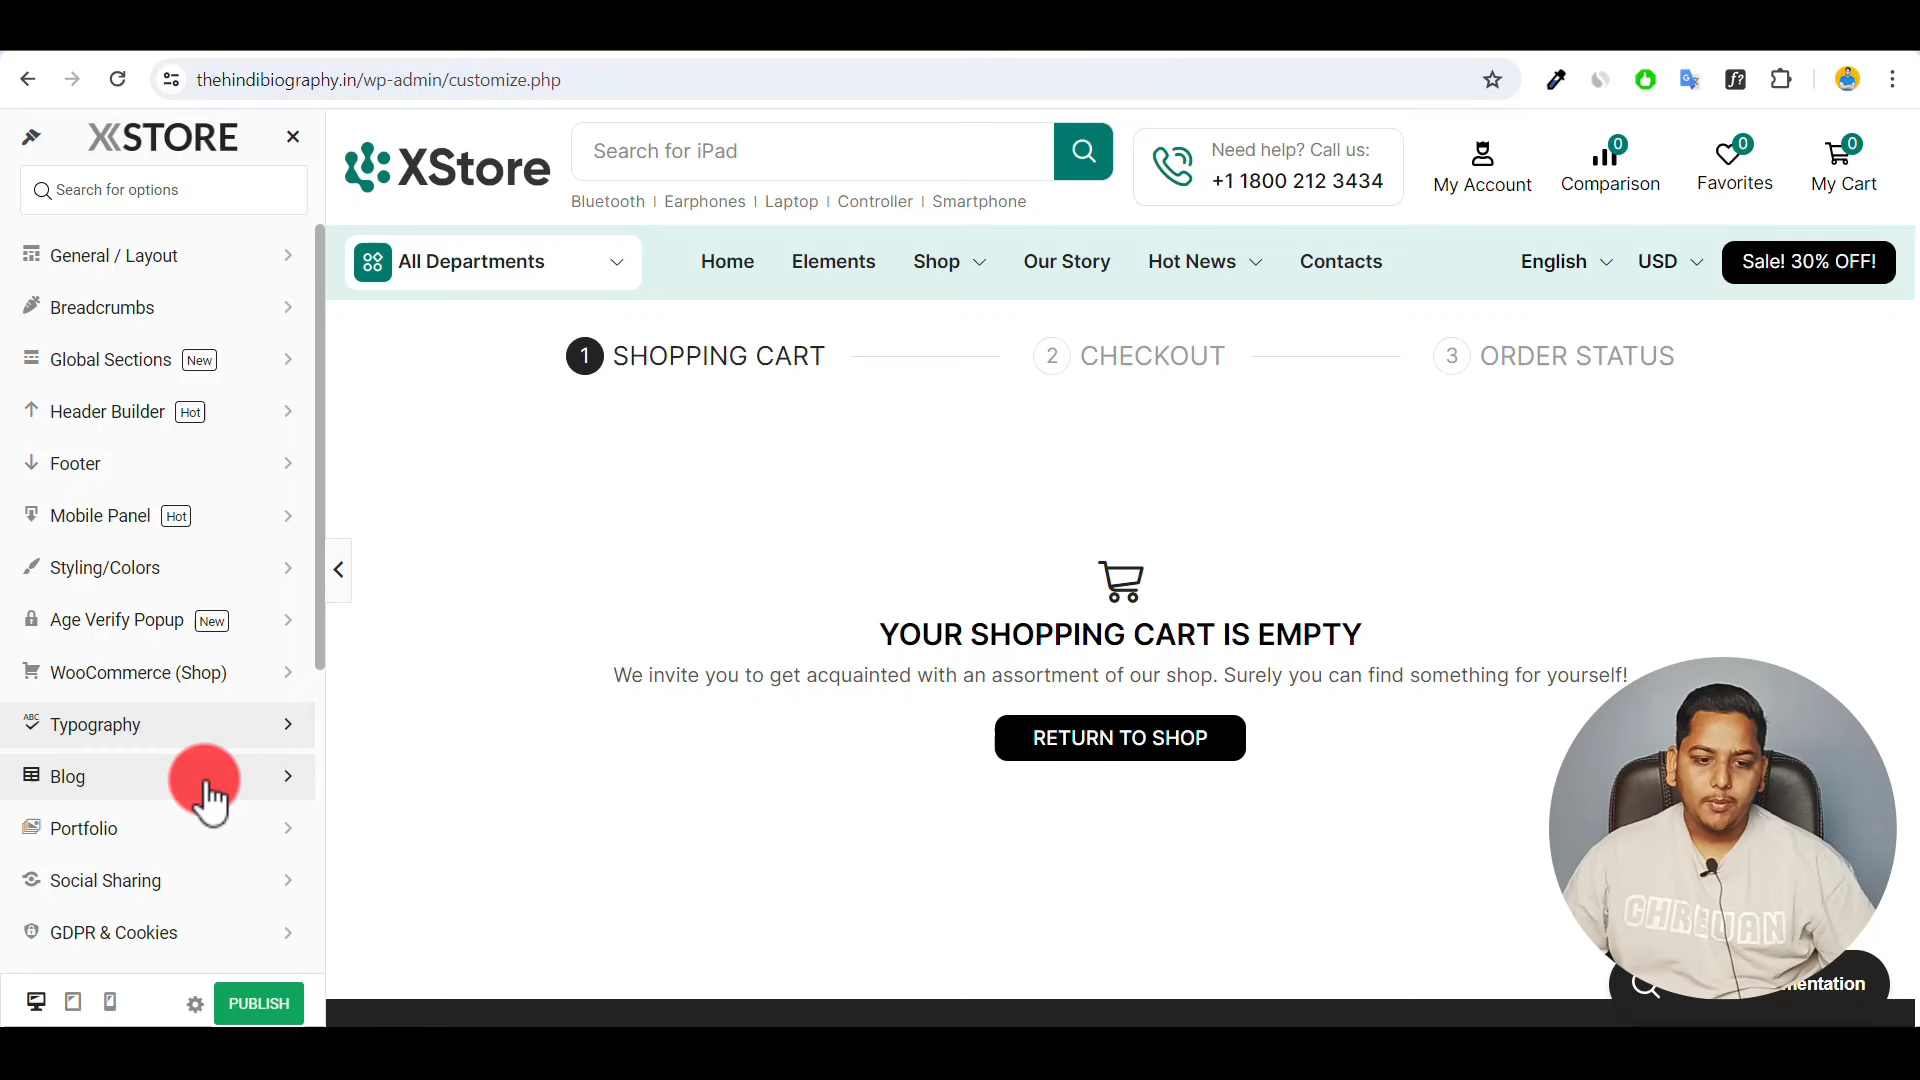 thehindibiography.in/wp-admin/customize.php
XSTORE
Search for options
General / Layout
Breadcrumbs
Global Sections New
Header Builder Hot
Footer
Mobile Panel Hot
Styling/Colors
Age Verify Popup New
WooCommerce (Shop)
ABC
Typography
Blog
Portfolio
Social Sharing
GDPR & Cookies
PUBLISH
XStore
Search for iPad
Bluetooth | Earphones | Laptop | Controller | Smartphone
Need help? Call us:
+1 1800 212 3434
My Account
0
Comparison
0
Favorites
0
My Cart
All Departments
Home Elements Shop Our Story Hot News Contacts
English USD Sale! 30% OFF!
1 SHOPPING CART
2 CHECKOUT
3 ORDER STATUS
YOUR SHOPPING CART IS EMPTY
We invite you to get acquainted with an assortment of our shop. Surely you can find something for yourself!
RETURN TO SHOP